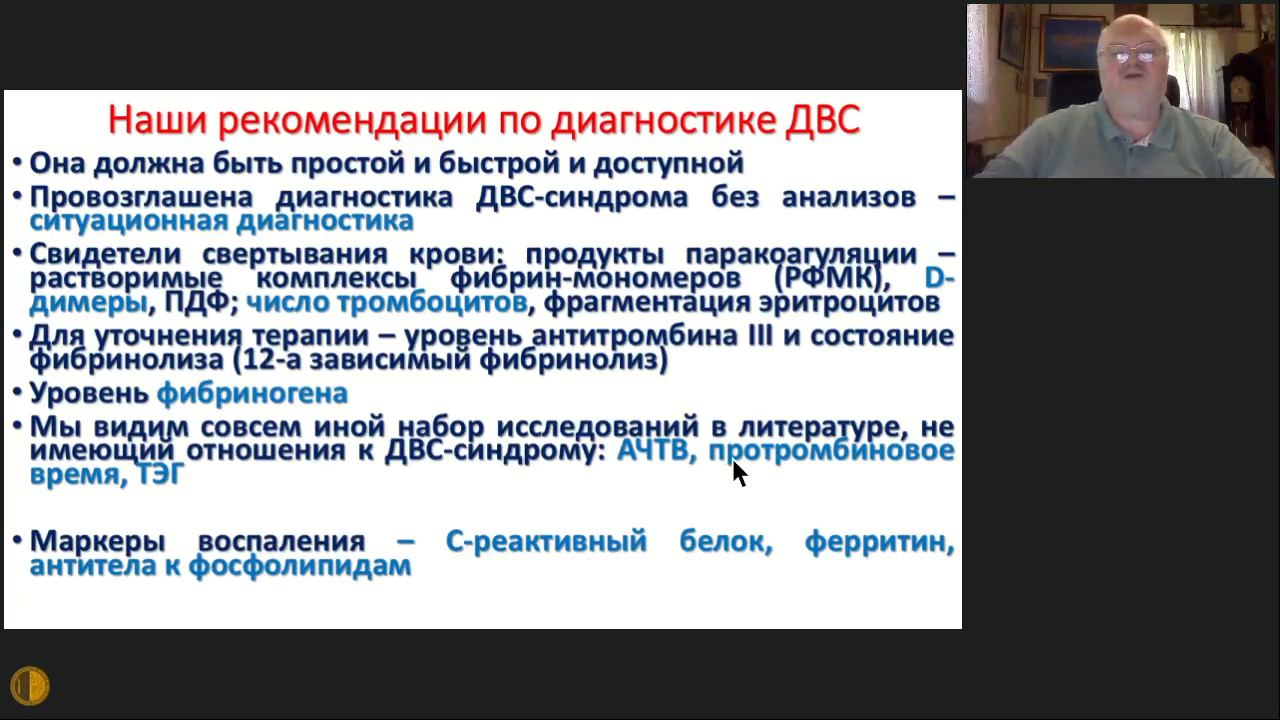 Наши рекомендации по диагностике ДВС
• Она должна быть простой и быстрой и доступной
• Провозглашена диагностика ДВС-синдрома без анализов –
ситуационная диагностика
• Свидетели свертывания крови: продукты паракоагуляции –
растворимые комплексы фибрин-мономеров (РФМК), D-
димеры, ПДФ; число тромбоцитов, фрагментация эритроцитов
• Для уточнения терапии – уровень антитромбина III и состояние
фибринолиза (12-а зависимый фибринолиз)
• Уровень фибриногена
• Мы видим совсем иной набор исследований в литературе, не
имеющий отношения к ДВС-синдрому: АЧТВ, протромбиновое
время, ТЭГ
• Маркеры воспаления – С-реактивный белок, ферритин,
антитела к фосфолипидам